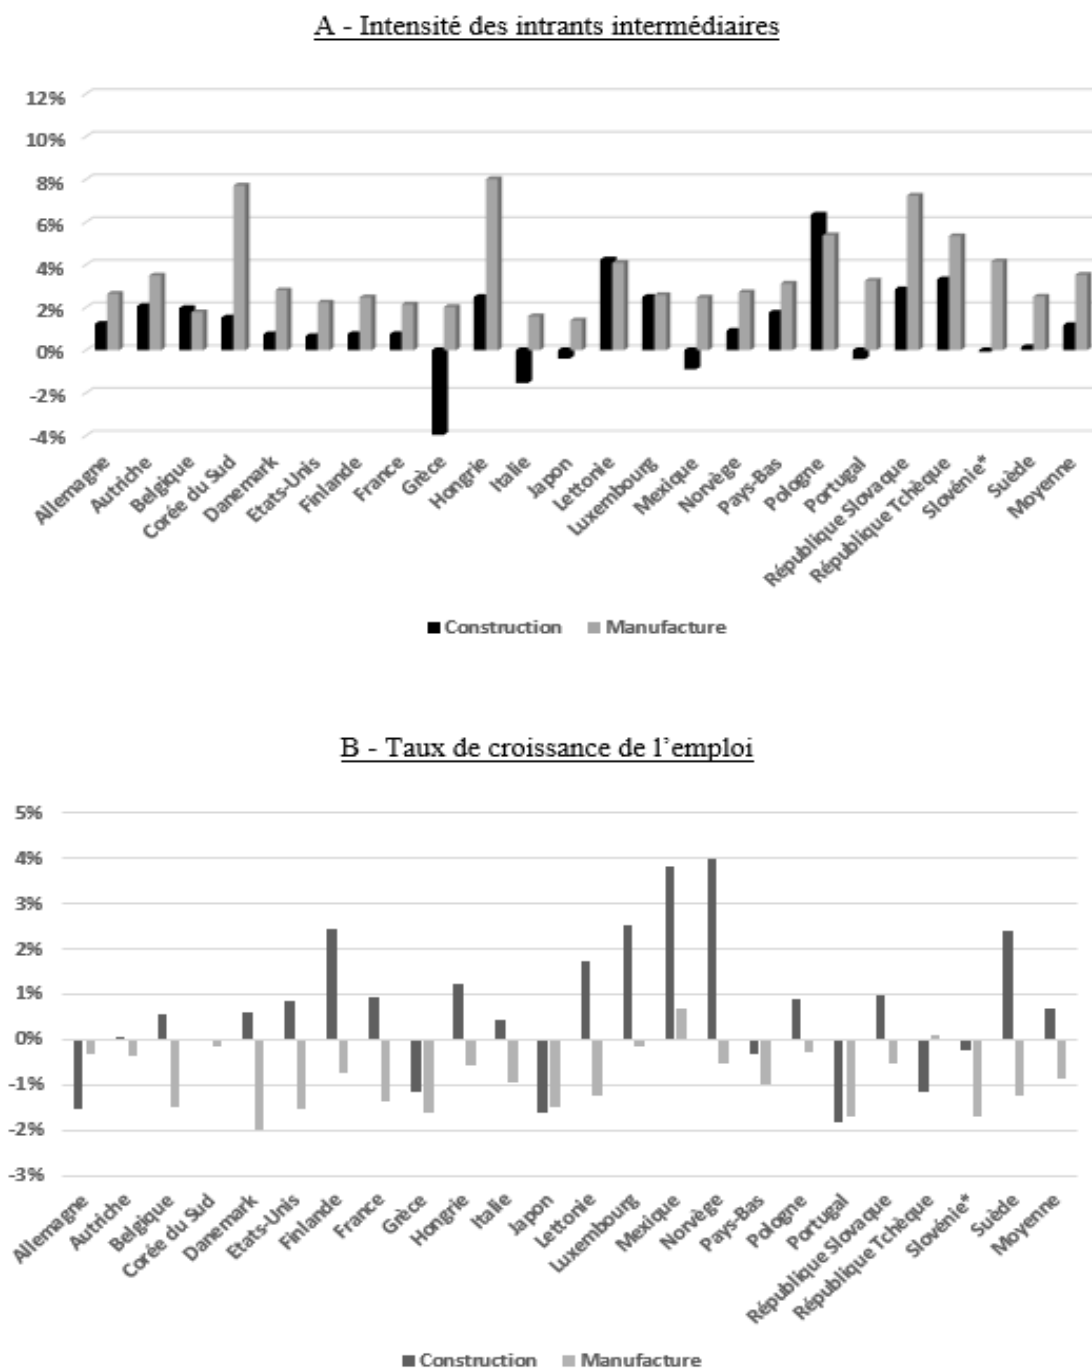 A - Intensité des intrants intermédiaires
12%
10%
8%
6%
4%
2%
0%
-2%
-4%
Allemagne
Autriche
Belgique
Corée du Sud
Danemark
Etats-Unis
Finlande
France
Grèce
Hongrie
Italie
Japon
Lettonie
Luxembourg
Mexique
Norvège
Pays-Bas
Pologne
Portugal
République Slovaque
République Tchèque
Slovénie*
Suède
Moyenne
Construction Manufacture
B - Taux de croissance de l’emploi
5%
4%
3%
2%
1%
0%
-1%
-2%
-3%
Allemagne
Autriche
Belgique
Corée du Sud
Danemark
Etats-Unis
Finlande
France
Grèce
Hongrie
Italie
Japon
Lettonie
Luxembourg
Mexique
Norvège
Pays-Bas
Pologne
Portugal
République Slovaque
République Tchèque
Slovénie*
Suède
Moyenne
Construction Manufacture